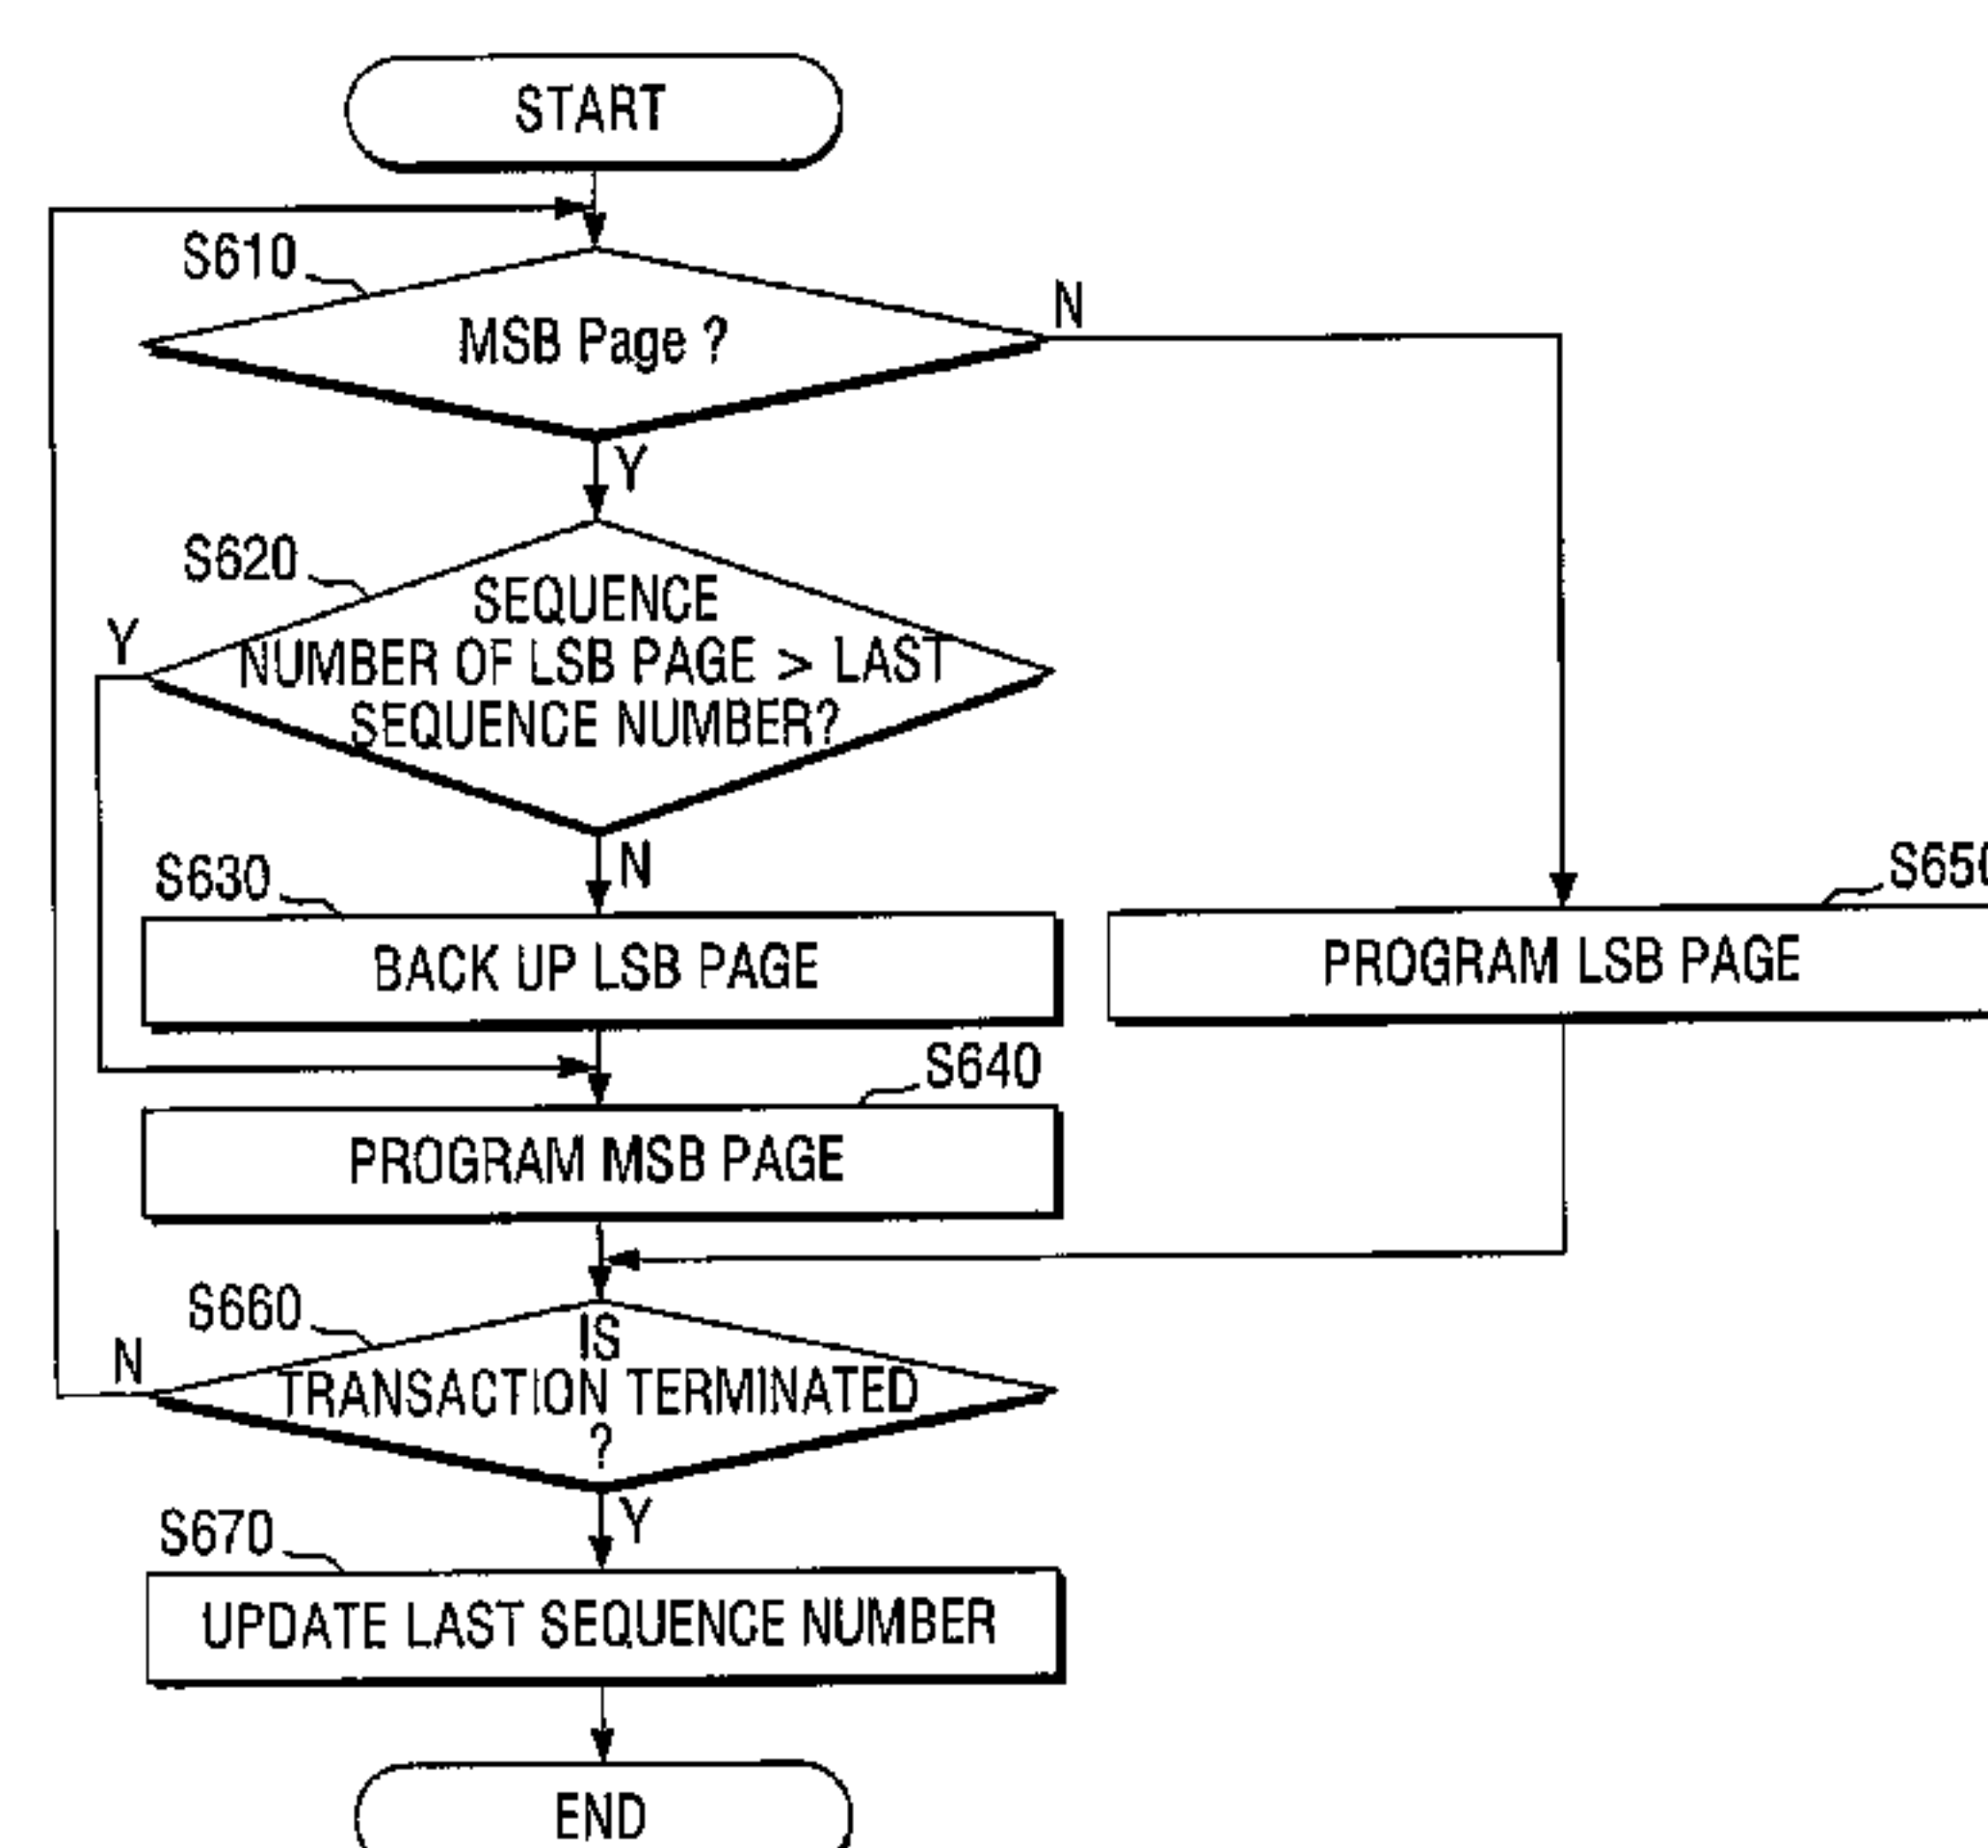 START
S610
MSB Page ?
N
Y
S620
SEQUENCE
NUMBER OF LSB PAGE > LAST
SEQUENCE NUMBER?
Y
N
S630
BACK UP LSB PAGE
S650
PROGRAM LSB PAGE
S640
PROGRAM MSB PAGE
S660
IS
TRANSACTION TERMINATED
?
N
Y
S670
UPDATE LAST SEQUENCE NUMBER
END